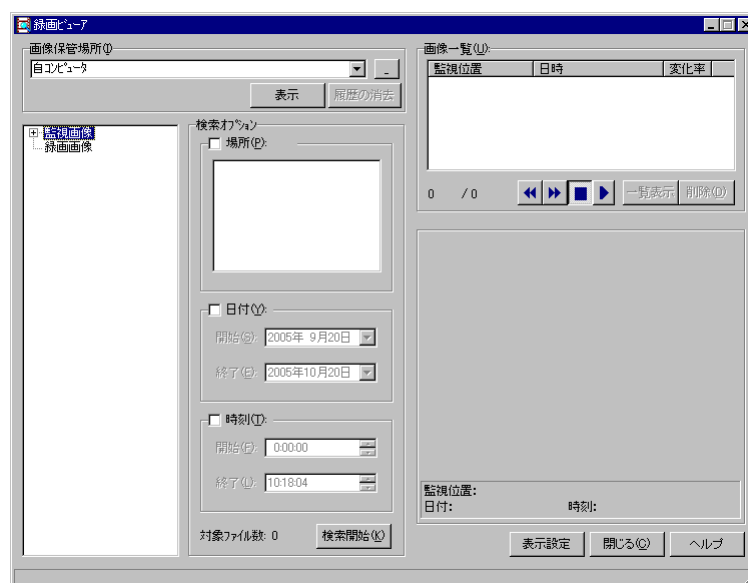 録画ﾋﾞｭｰｱ
画像保管場所(I)
自ｺﾝﾋﾟｭｰﾀ
表示
履歴の消去
監視画像
録画画像
検索ｵﾌﾟｼｮﾝ
場所(P):
日付(Y):
開始(S):
2005年 9月20日
終了(E):
2005年10月20日
時刻(T):
開始(F):
0:00:00
終了(L):
10:18:04
対象ﾌｧｲﾙ数: 0
検索開始(K)
画像一覧(U):
監視位置 日時 変化率
0 / 0
一覧表示
削除(D)
監視位置:
日付: 時刻:
表示設定
閉じる(C)
ヘルプ